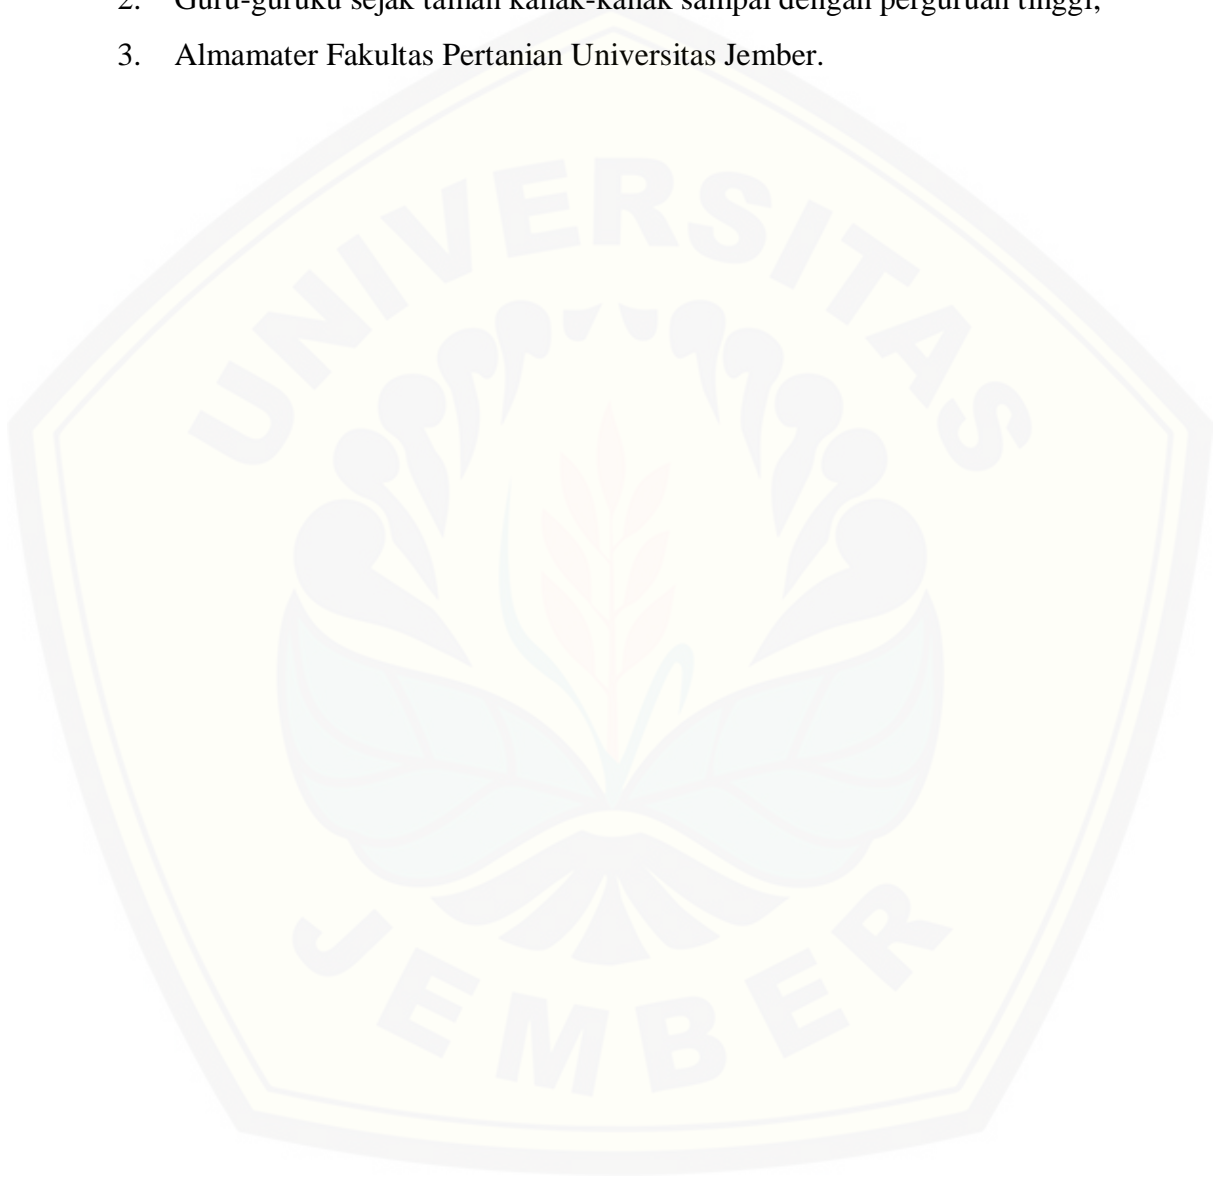 2. Guru-guruku sejak taman kanak-kanak sampai dengan perguruan tinggi;
3. Almamater Fakultas Pertanian Universitas Jember.
UNIVERSITAS
JEMBER